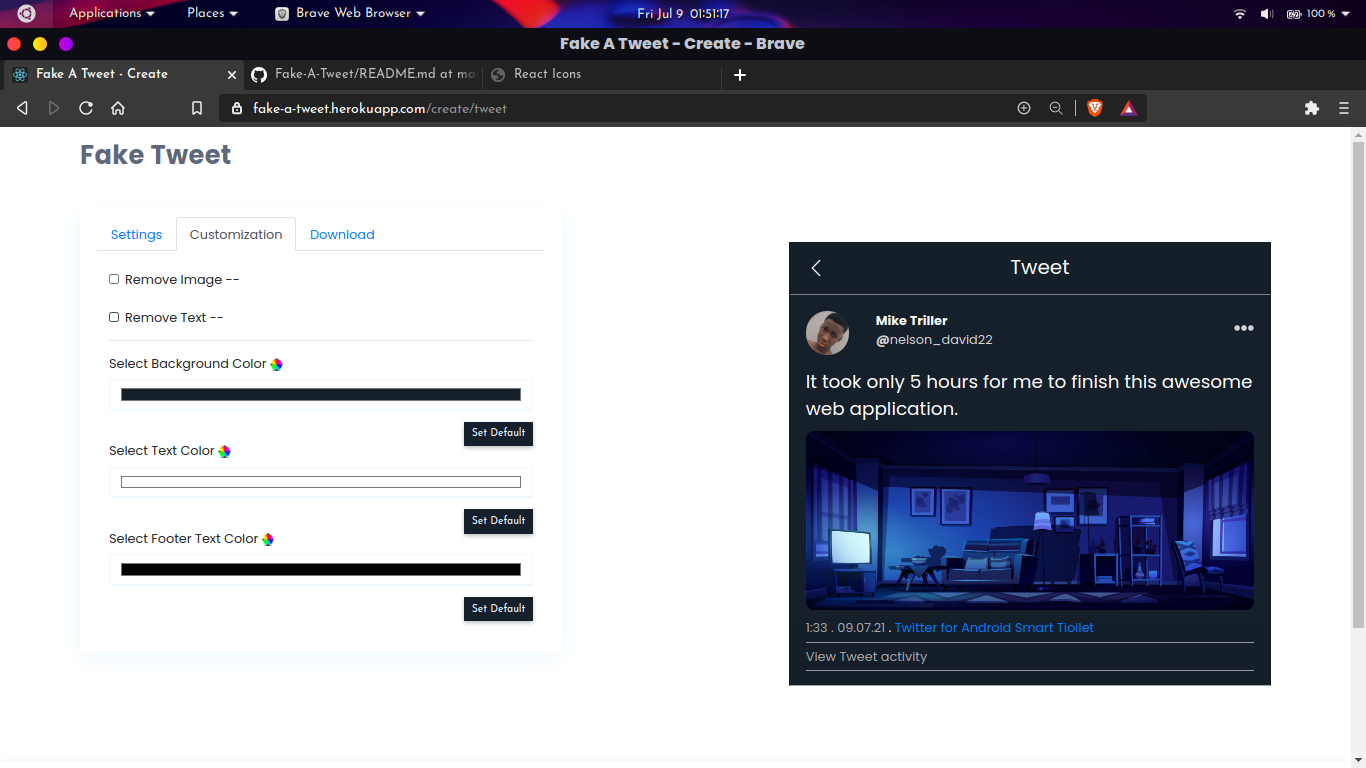 Applications Places Brave Web Browser Fri Jul 9 01:51:17 100 %
Fake A Tweet - Create - Brave
Fake A Tweet - Create Fake-A-Tweet/README.md at ma React Icons
fake-a-tweet.herokuapp.com/create/tweet
Fake Tweet
Settings Customization Download
Remove Image --
Remove Text --
Select Background Color
Set Default
Select Text Color
Set Default
Select Footer Text Color
Set Default
Tweet
Mike Triller
@nelson_david22
It took only 5 hours for me to finish this awesome
web application.
1:33 . 09.07.21 . Twitter for Android Smart Tioilet
View Tweet activity